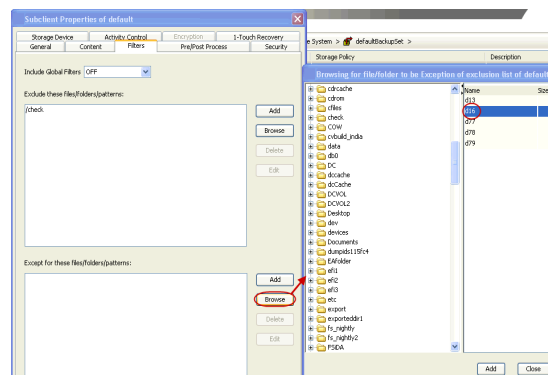 Subclient Properties of default
Storage Device
Activity Control
Encryption
1-Touch Recovery
General
Content
Filters
Pre/Post Process
Security
Include Global Filters OFF
Exclude these files/folders/patterns:
/check
Add
Browse
Delete
Edit
Except for these files/folders/patterns:
Add
Browse
Delete
Edit
e System > defaultBackupSet >
Storage Policy
Description
Browsing for file/folder to be Exception of exclusion list of default
cdrcache
cdrom
cfiles
check
COW
cvbuild_india
data
db0
DC
dccache
dcCache
DCVOL
DCVOL2
Desktop
dev
devices
Documents
dumpids115fc4
EAfolder
efi1
efi2
efi3
etc
export
exporteddir1
fs_nightly
fs_nightly2
FSIDA
Name
Size
d13
d16
d77
d78
d79
Add
Close